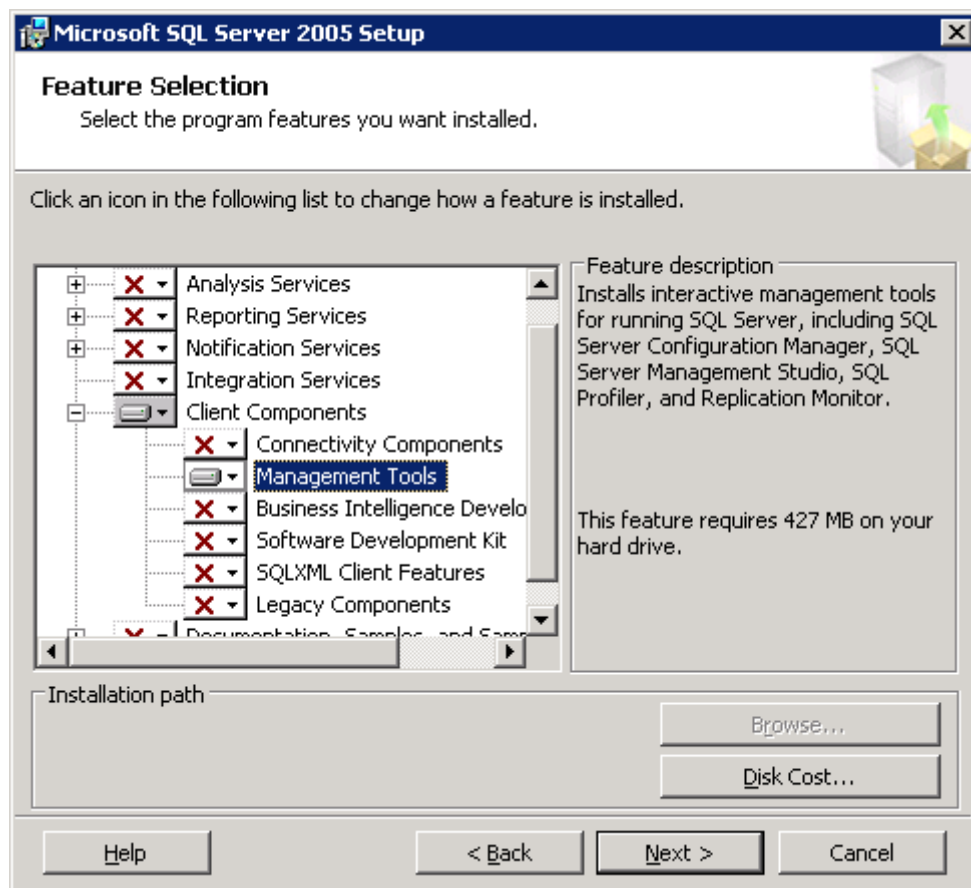 Microsoft SQL Server 2005 Setup
Feature Selection
Select the program features you want installed.
Click an icon in the following list to change how a feature is installed.
Analysis Services
Reporting Services
Notification Services
Integration Services
Client Components
Connectivity Components
Management Tools
Business Intelligence Develo
Software Development Kit
SQLXML Client Features
Legacy Components
Documentation, Samples, and Sam
Feature description
Installs interactive management tools
for running SQL Server, including SQL
Server Configuration Manager, SQL
Server Management Studio, SQL
Profiler, and Replication Monitor.
This feature requires 427 MB on your
hard drive.
Installation path
Browse...
Disk Cost...
Help
< Back
Next >
Cancel